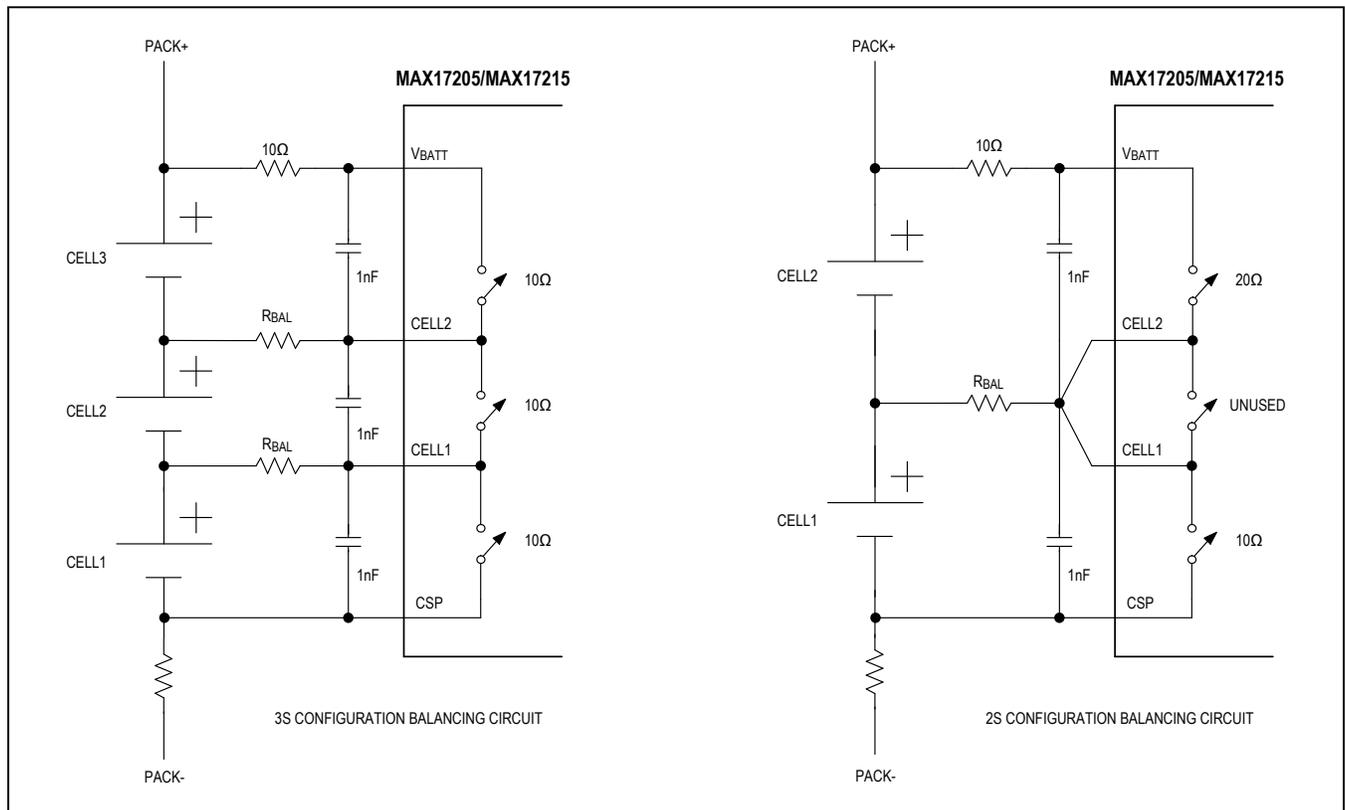 PACK+
MAX17205/MAX17215
10Ω
VBATT
CELL3
1nF
10Ω
RBAL
CELL2
CELL2
1nF
10Ω
RBAL
CELL1
CELL1
1nF
10Ω
CSP
3S CONFIGURATION BALANCING CIRCUIT
PACK-
PACK+
MAX17205/MAX17215
10Ω
VBATT
CELL2
1nF
20Ω
CELL2
RBAL
UNUSED
CELL1
CELL1
1nF
10Ω
CSP
2S CONFIGURATION BALANCING CIRCUIT
PACK-